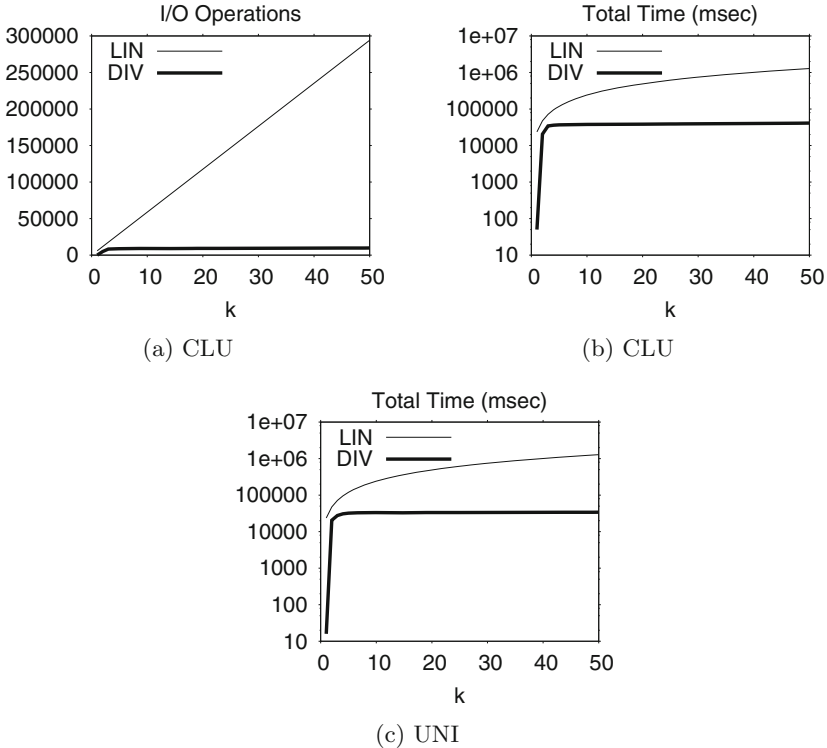 I/O Operations
LIN
DIV
300000
250000
200000
150000
100000
50000
0
0 10 20 30 40 50
k
(a) CLU
Total Time (msec)
LIN
DIV
1e+07
1e+06
100000
10000
1000
100
10
0 10 20 30 40 50
k
(b) CLU
Total Time (msec)
LIN
DIV
1e+07
1e+06
100000
10000
1000
100
10
0 10 20 30 40 50
k
(c) UNI